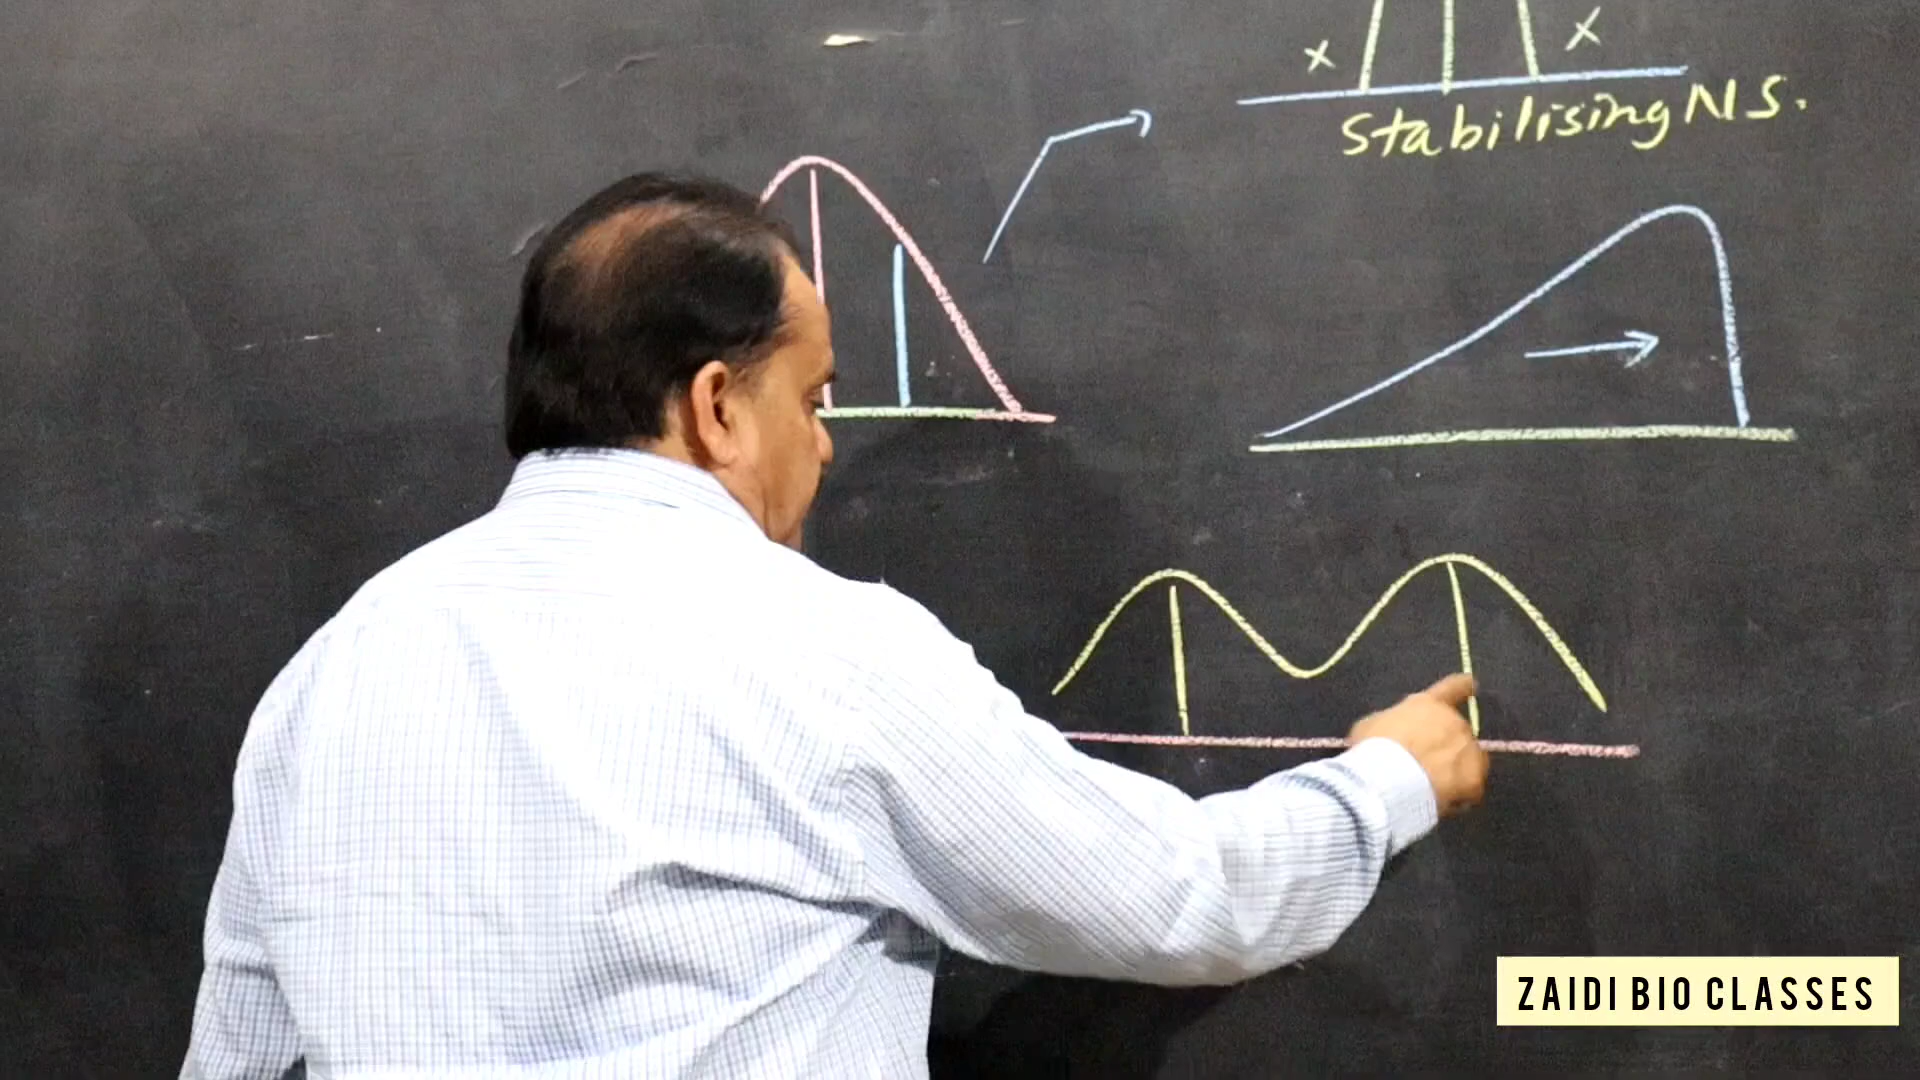 x x
Stabilising N S.
ZAIDI BIO CLASSES